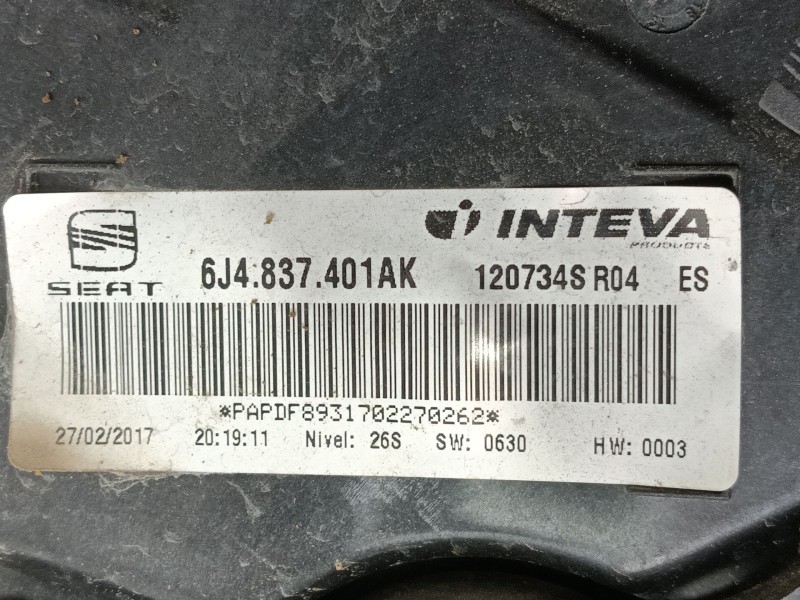 SEAT
INTEVA
PRODUCTS
6J4.837.401AK 120734S R04 ES
*PAPDF8931702270262*
27/02/2017 20:19:11 Nivel: 26S SW: 0630 HW: 0003